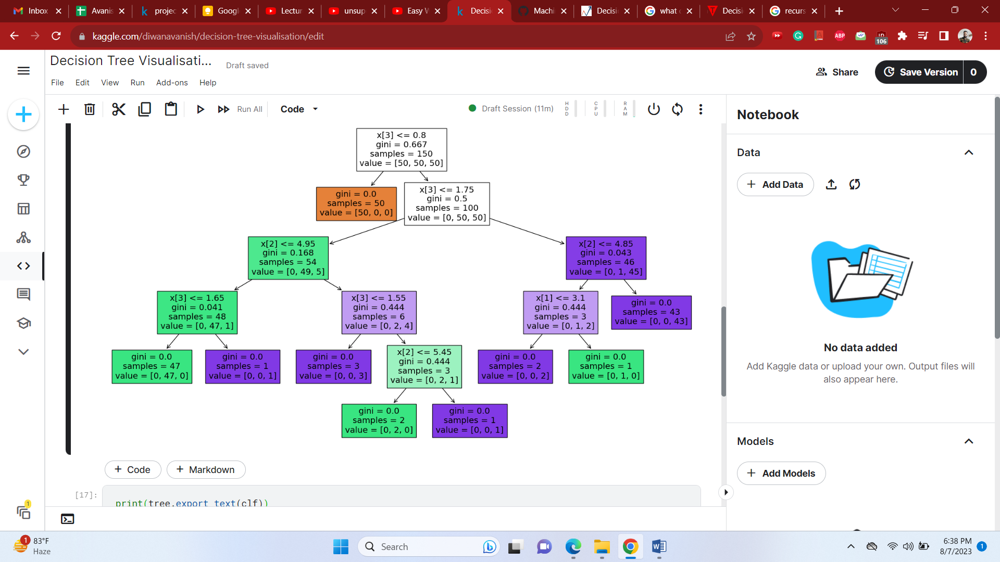 Inbox
Avanis
projec
Googl
Lectur
unsup
Easy V
Decisi
Machi
Decisi
what c
Decisi
recurs
kaggle.com/diwanavanish/decision-tree-visualisation/edit
ABP
106
Decision Tree Visualisati...
Draft saved
File Edit View Run Add-ons Help
Share
Save Version 0
Run All
Code
Draft Session (11m)
HDD
CPU
RAM
x[3] <= 0.8
gini = 0.667
samples = 150
value = [50, 50, 50]
gini = 0.0
samples = 50
value = [50, 0, 0]
x[3] <= 1.75
gini = 0.5
samples = 100
value = [0, 50, 50]
x[2] <= 4.95
gini = 0.168
samples = 54
value = [0, 49, 5]
x[2] <= 4.85
gini = 0.043
samples = 46
value = [0, 1, 45]
x[3] <= 1.65
gini = 0.041
samples = 48
value = [0, 47, 1]
x[3] <= 1.55
gini = 0.444
samples = 6
value = [0, 2, 4]
x[1] <= 3.1
gini = 0.444
samples = 3
value = [0, 1, 2]
gini = 0.0
samples = 43
value = [0, 0, 43]
gini = 0.0
samples = 47
value = [0, 47, 0]
gini = 0.0
samples = 1
value = [0, 0, 1]
gini = 0.0
samples = 3
value = [0, 0, 3]
x[2] <= 5.45
gini = 0.444
samples = 3
value = [0, 2, 1]
gini = 0.0
samples = 2
value = [0, 0, 2]
gini = 0.0
samples = 1
value = [0, 1, 0]
gini = 0.0
samples = 2
value = [0, 2, 0]
gini = 0.0
samples = 1
value = [0, 0, 1]
+ Code
+ Markdown
[17]:
print(tree.export_text(clf))
Notebook
Data
+ Add Data
No data added
Add Kaggle data or upload your own. Output files will
also appear here.
Models
+ Add Models
1
1
83°F
Haze
Search
6:38 PM
8/7/2023
1